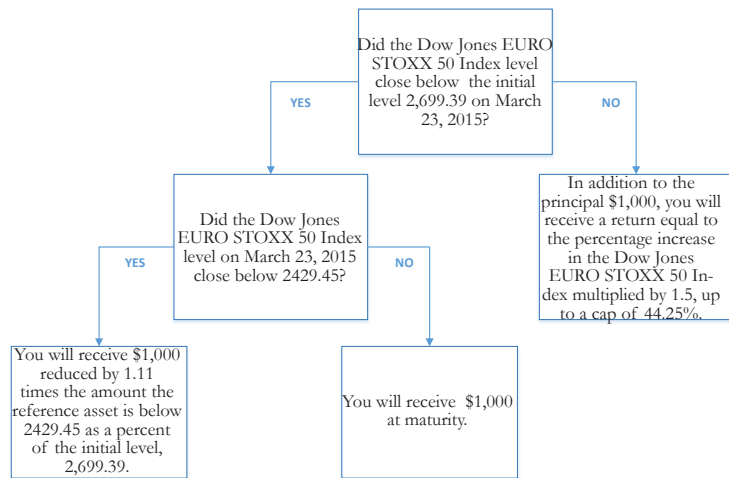 Did the Dow Jones EURO
STOXX 50 Index level
close below the initial
level 2,699.39 on March
23, 2015?
YES
NO
Did the Dow Jones
EURO STOXX 50 Index
level on March 23, 2015
close below 2429.45?
In addition to the
principal $1,000, you will
receive a return equal to
the percentage increase
in the Dow Jones
EURO STOXX 50 In-
dex multiplied by 1.5, up
to a cap of 44.25%.
YES
NO
You will receive $1,000
reduced by 1.11
times the amount the
reference asset is below
2429.45 as a percent
of the initial level,
2,699.39.
You will receive $1,000
at maturity.